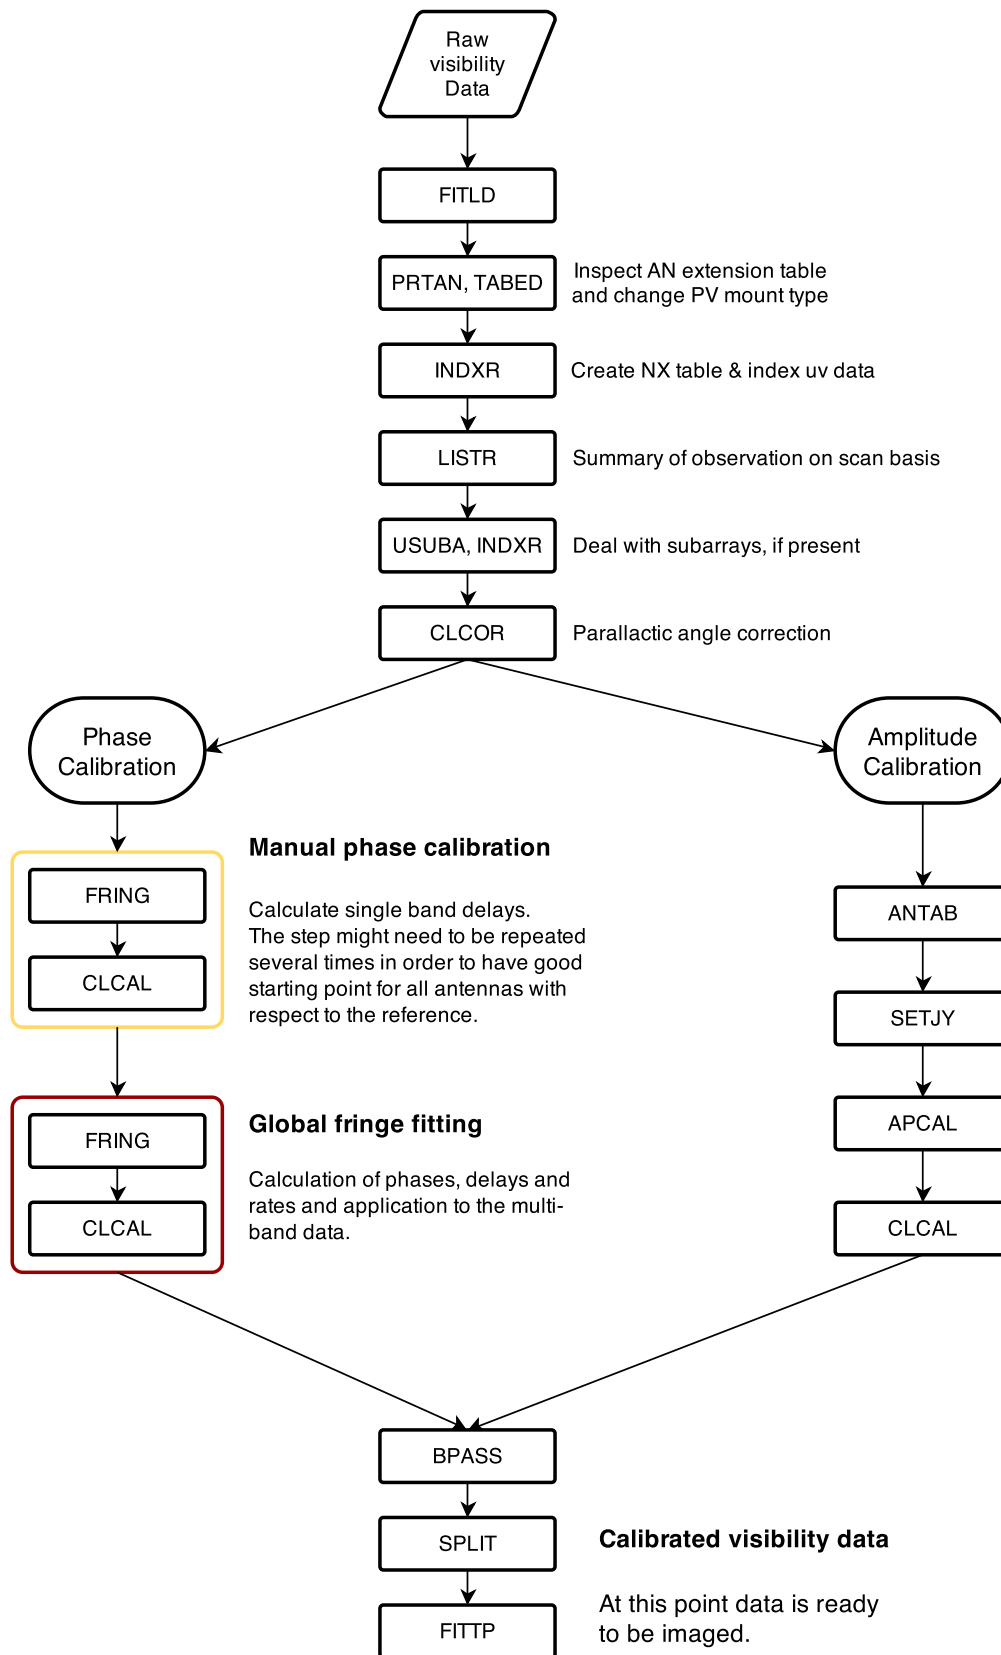 Raw
visibility
Data
FITLD
PRTAN, TABED
Inspect AN extension table
and change PV mount type
INDXR
Create NX table & index uv data
LISTR
Summary of observation on scan basis
USUBA, INDXR
Deal with subarrays, if present
CLCOR
Parallactic angle correction
Phase
Calibration
Amplitude
Calibration
Manual phase calibration
FRING
CLCAL
Calculate single band delays.
The step might need to be repeated
several times in order to have good
starting point for all antennas with
respect to the reference.
ANTAB
SETJY
Global fringe fitting
FRING
CLCAL
Calculation of phases, delays and
rates and application to the multi-
band data.
APCAL
CLCAL
BPASS
SPLIT
Calibrated visibility data
FITTP
At this point data is ready
to be imaged.